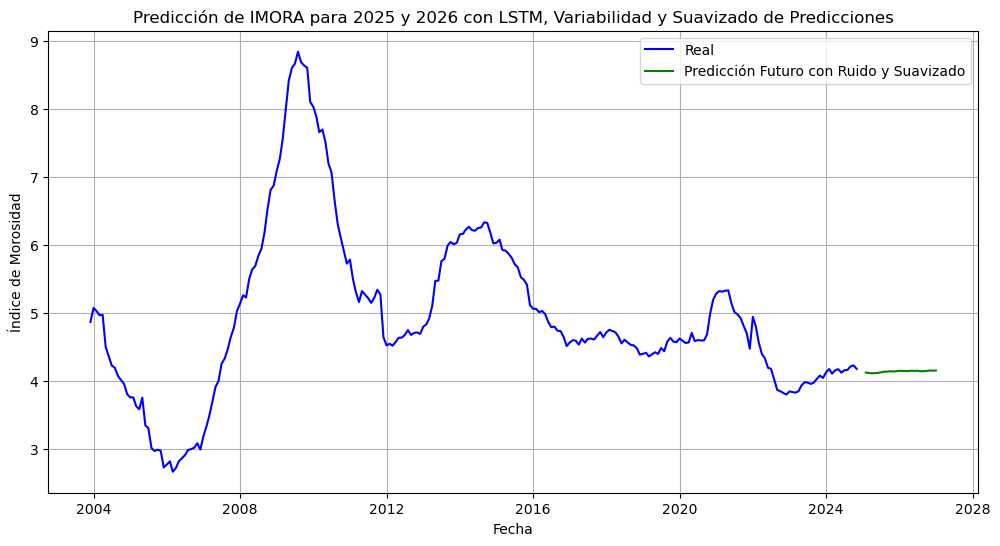 Predicción de IMORA para 2025 y 2026 con LSTM, Variabilidad y Suavizado de Predicciones
Real
Predicción Futuro con Ruido y Suavizado
Índice de Morosidad
9
8
7
6
5
4
3
2004 2008 2012 2016 2020 2024 2028
Fecha